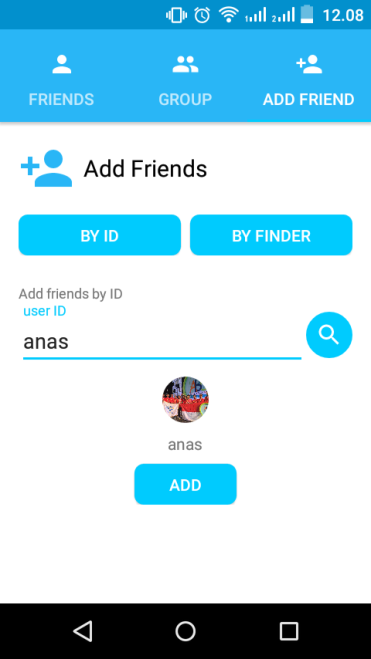 12.08
FRIENDS GROUP ADD FRIEND
Add Friends
BY ID BY FINDER
Add friends by ID
user ID
anas
anas
ADD